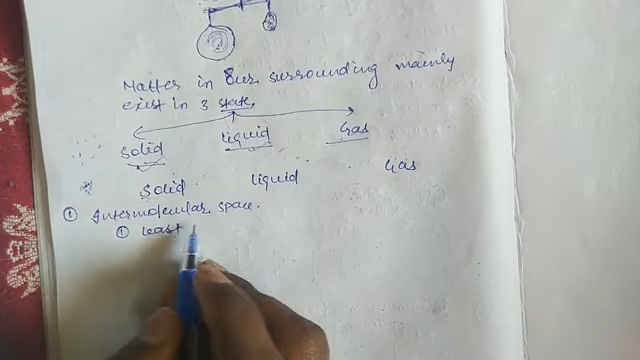 Matter in Our surrounding mainly
exist in 3 state.
Solid liquid Gas
Solid liquid Gas
① Intermolecular space.
① least